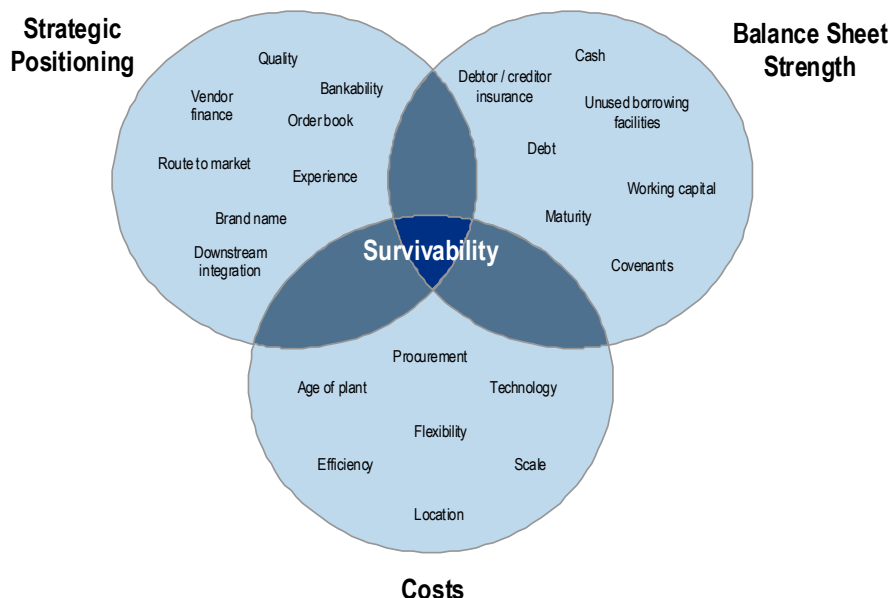 Strategic
Positioning
Quality
Bankability
Vendor
finance
Order book
Route to market
Experience
Brand name
Downstream
integration
Balance Sheet
Strength
Cash
Debtor / creditor
insurance
Unused borrowing
facilities
Debt
Working capital
Maturity
Covenants
Survivability
Procurement
Age of plant
Technology
Flexibility
Efficiency
Scale
Location
Costs